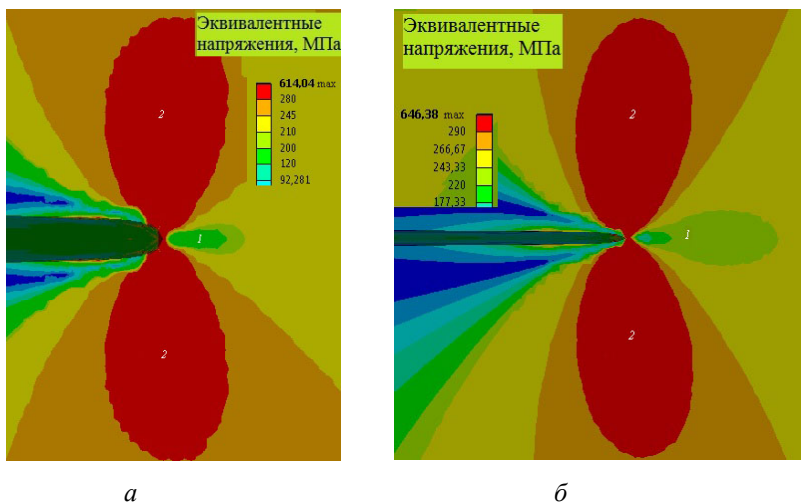 Эквивалентные
напряжения, МПа
614,04 max
280
245
210
200
120
92,281
2
1
2
а
Эквивалентные
напряжения, МПа
646,38 max
290
266,67
243,33
220
177,33
2
1
2
б